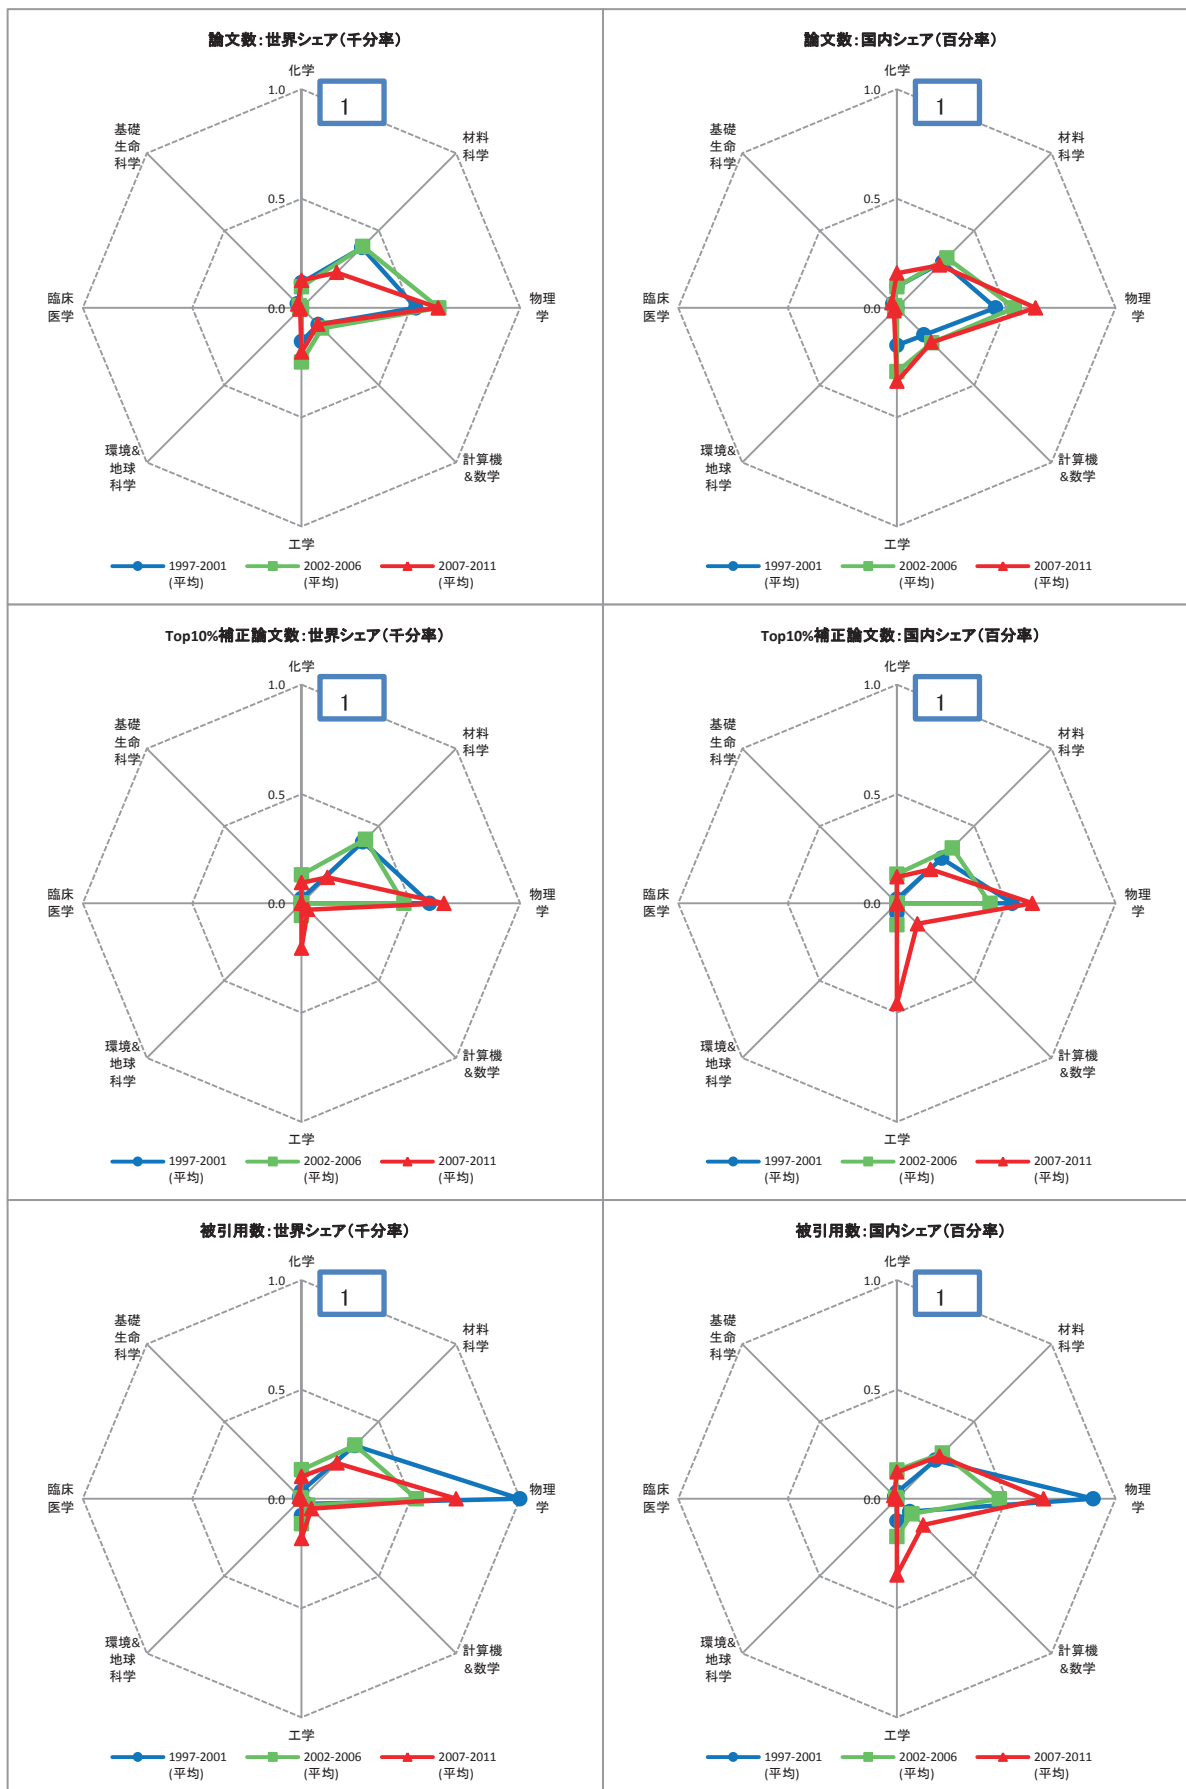 論文数：世界シェア（千分率）
化学
1.0
1
基礎
生命
科学
材料
科学
0.5
臨床
医学
0.0
物理
学
環境&
地球
科学
計算機
&数学
工学
1997-2001
(平均)
2002-2006
(平均)
2007-2011
(平均)
論文数：国内シェア（百分率）
化学
1.0
1
基礎
生命
科学
材料
科学
0.5
臨床
医学
0.0
物理
学
環境&
地球
科学
計算機
&数学
工学
1997-2001
(平均)
2002-2006
(平均)
2007-2011
(平均)
Top10%補正論文数：世界シェア（千分率）
化学
1.0
1
基礎
生命
科学
材料
科学
0.5
臨床
医学
0.0
物理
学
環境&
地球
科学
計算機
&数学
工学
1997-2001
(平均)
2002-2006
(平均)
2007-2011
(平均)
Top10%補正論文数：国内シェア（百分率）
化学
1.0
1
基礎
生命
科学
材料
科学
0.5
臨床
医学
0.0
物理
学
環境&
地球
科学
計算機
&数学
工学
1997-2001
(平均)
2002-2006
(平均)
2007-2011
(平均)
被引用数：世界シェア（千分率）
化学
1.0
1
基礎
生命
科学
材料
科学
0.5
臨床
医学
0.0
物理
学
環境&
地球
科学
計算機
&数学
工学
1997-2001
(平均)
2002-2006
(平均)
2007-2011
(平均)
被引用数：国内シェア（百分率）
化学
1.0
1
基礎
生命
科学
材料
科学
0.5
臨床
医学
0.0
物理
学
環境&
地球
科学
計算機
&数学
工学
1997-2001
(平均)
2002-2006
(平均)
2007-2011
(平均)